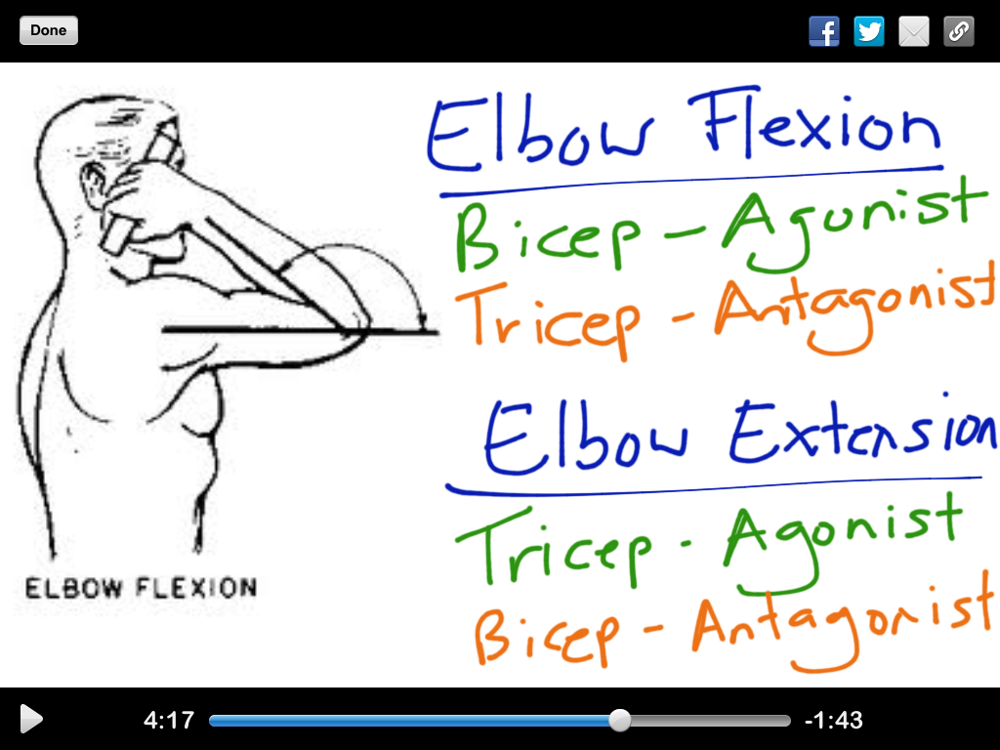 Done
Elbow Flexion
Bicep - Agonist
Tricep - Antagonist
Elbow Extension
Tricep - Agonist
Bicep - Antagonist
ELBOW FLEXION
4:17
-1:43